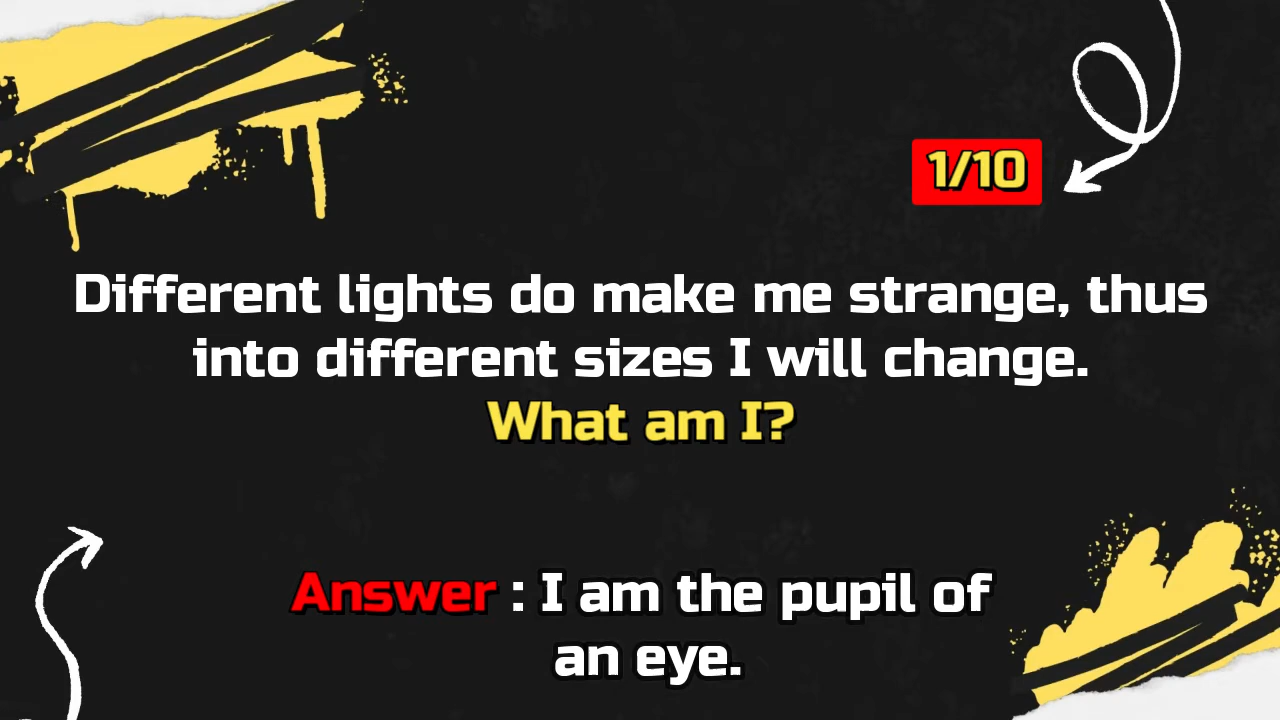 1/10
Different lights do make me strange, thus
into different sizes I will change.
What am I?
Answer : I am the pupil of
an eye.